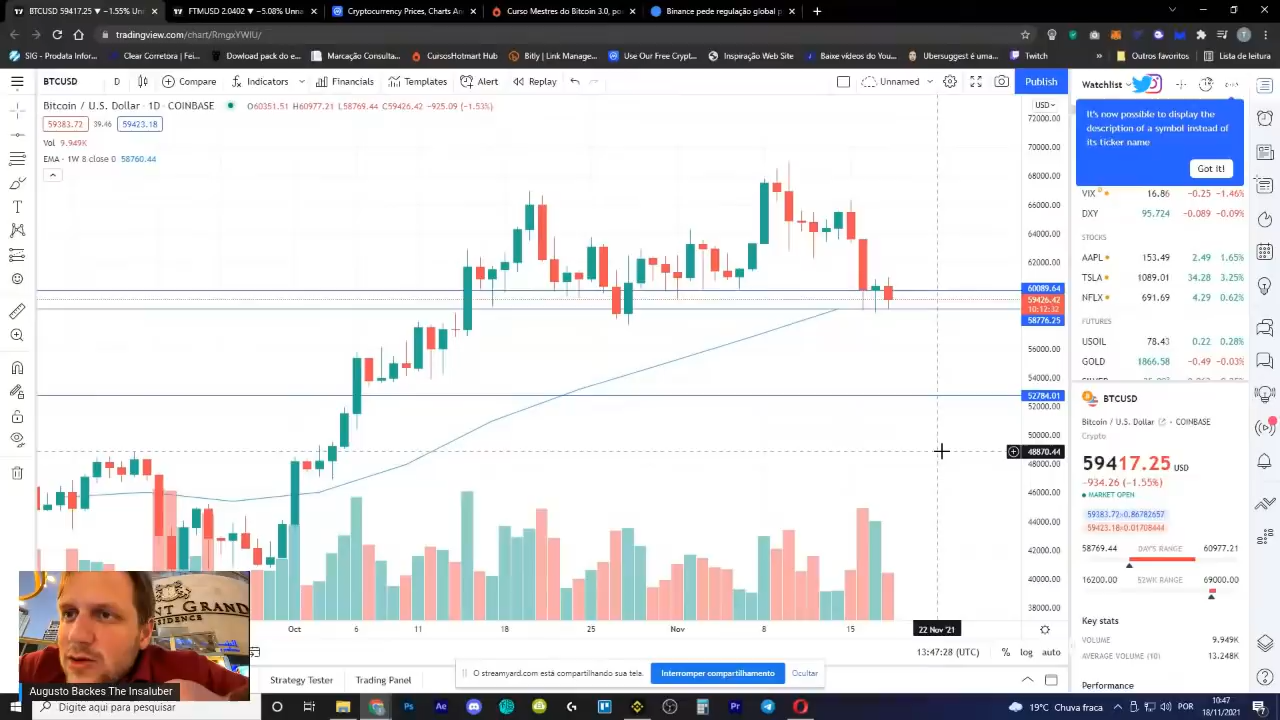 BTCUSD 59417.25 ▼ −1.55% Un
FTMUSD 2.0402 ▼ −5.08% Unna
Cryptocurrency Prices, Charts An
Curso Mestres do Bitcoin 3.0, po
Binance pede regulação global p
tradingview.com/chart/RmgxYWIU/
SIG - Prodata Infor...
Clear Corretora | Ef...
Dowload pack do e...
Marcação Consulta...
CursosHotmart Hub
Bitly | Link Manage...
Use Our Free Crypt...
Inspiração Web Site
Baixe vídeos do You...
Ubersuggest é ainda...
»
Outros favoritos
Lista de leitura
BTCUSD
D
Compare
Indicators
Financials
Templates
Alert
Replay
Unnamed
Publish
Bitcoin / U.S. Dollar · 1D · COINBASE
O60351.51 H60977.21 L58769.44 C59426.42 −925.09 (−1.53%)
59383.72 39.46 59423.18
Vol 9.949K
EMA · 1W 8 close 0 58760.44
USD
72000.00
70000.00
68000.00
66000.00
64000.00
62000.00
60089.64
59426.42
10:12:32
58776.25
56000.00
54000.00
52784.01
52000.00
50000.00
48870.44
48000.00
46000.00
44000.00
42000.00
40000.00
38000.00
Oct 6 11 18 25 Nov 8 15 22 Nov '21
13:47:28 (UTC) % log auto
Strategy Tester
Trading Panel
Watchlist
It's now possible to display the
description of a symbol instead of
its ticker name
Got it!
VIX 16.86 −0.25 −1.46%
DXY 95.724 −0.089 −0.09%
STOCKS
AAPL 153.49 2.49 1.65%
TSLA 1089.01 34.28 3.25%
NFLX 691.69 4.29 0.62%
FUTURES
USOIL 78.43 0.22 0.28%
GOLD 1866.58 −0.49 −0.03%
BTCUSD
Bitcoin / U.S. Dollar COINBASE
Crypto
59417.25 USD
−934.26 (−1.55%)
MARKET OPEN
59383.72×0.86782657
59423.18×0.01708444
58769.44 DAY'S RANGE 60977.21
16200.00 52WK RANGE 69000.00
Key stats
VOLUME 9.949K
AVERAGE VOLUME (10) 13.248K
Performance
NT GRAND
RESIDENCE
Augusto Backes The Insaluber
O streamyard.com está compartilhando sua tela.
Interromper compartilhamento
Ocultar
Digite aqui para pesquisar
19°C Chuva fraca
POR
10:47
18/11/2021